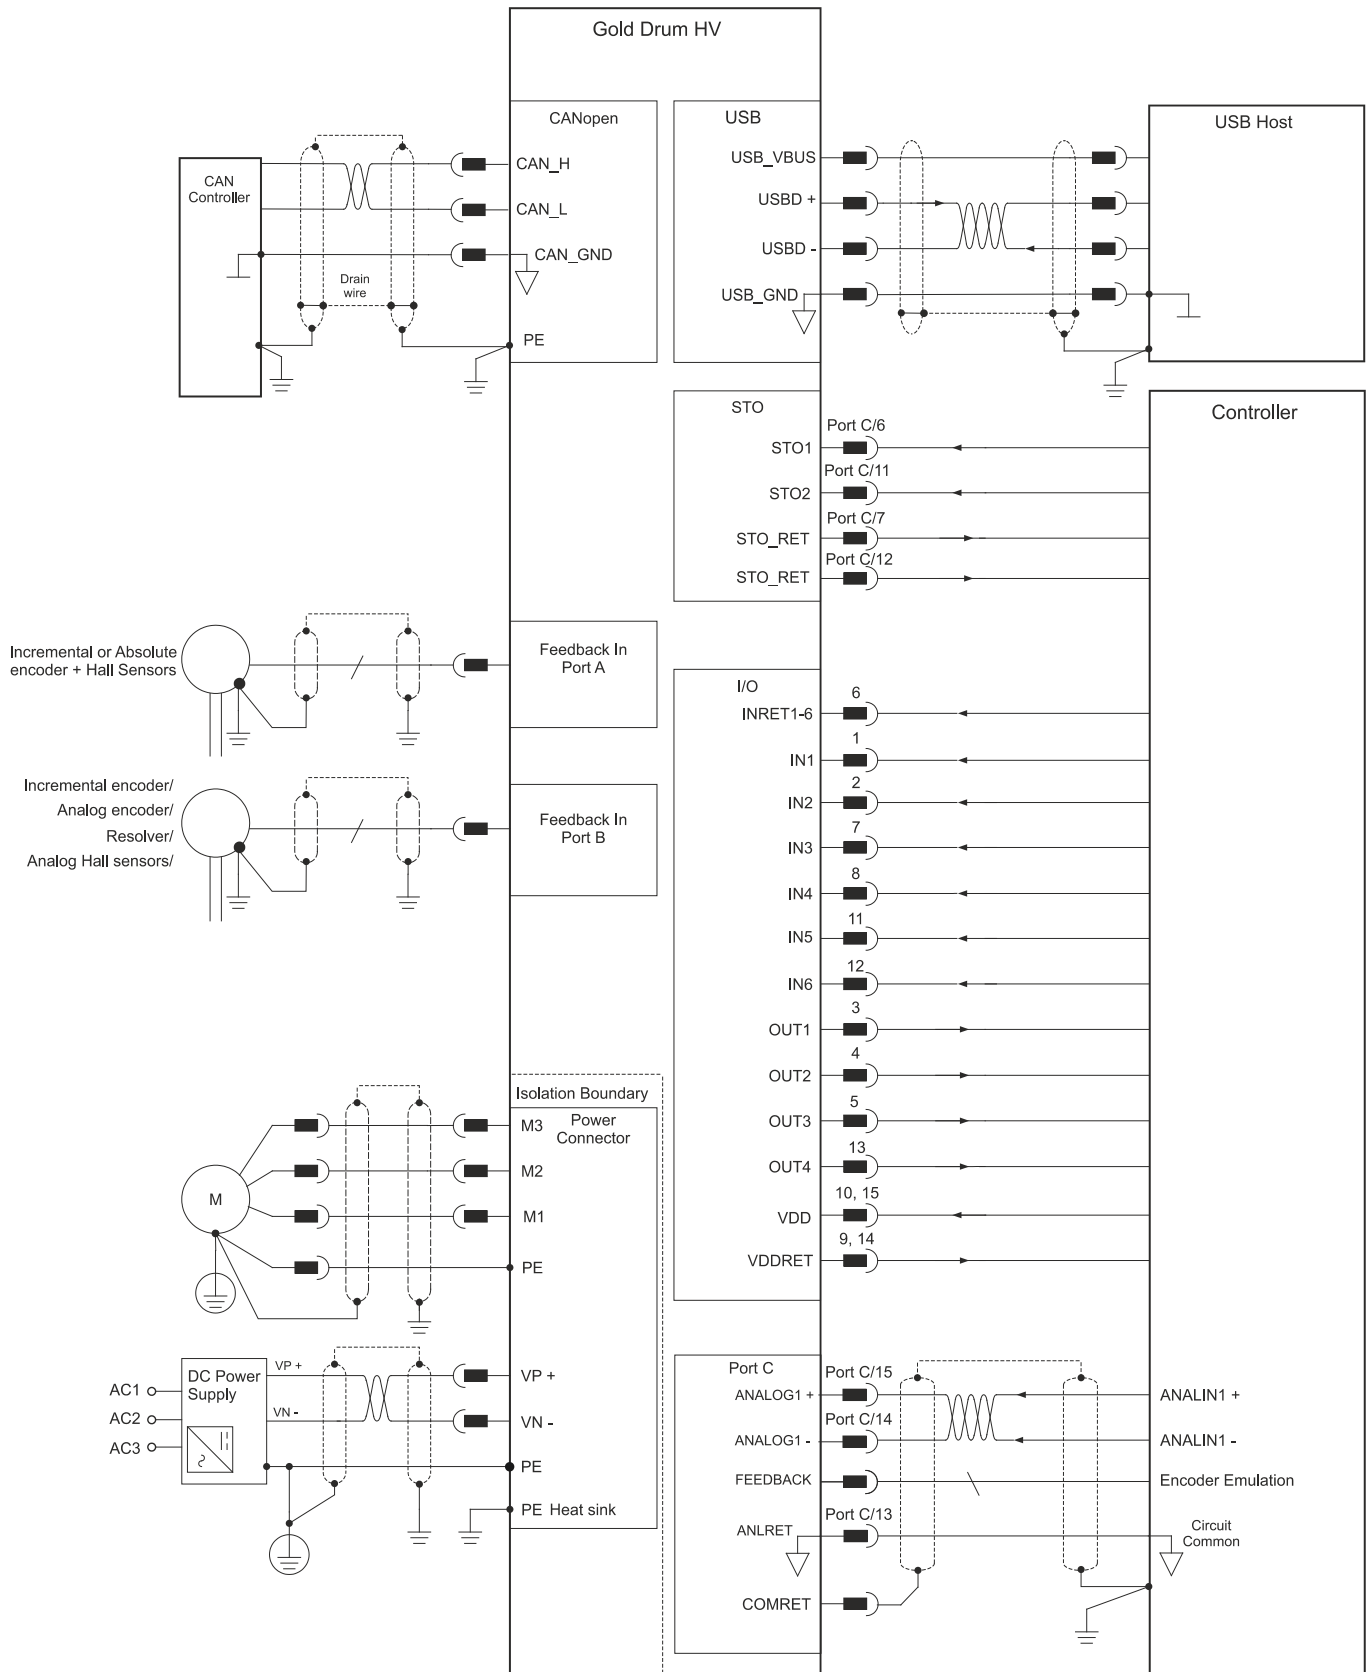 Gold Drum HV
CANopen
CAN_H
CAN_L
CAN_GND
PE
CAN
Controller
Drain
wire
USB
USB_VBUS
USBD +
USBD -
USB_GND
USB Host
STO
STO1
STO2
STO_RET
STO_RET
Port C/6
Port C/11
Port C/7
Port C/12
Controller
Incremental or Absolute
encoder + Hall Sensors
Feedback In
Port A
Incremental encoder/
Analog encoder/
Resolver/
Analog Hall sensors/
Feedback In
Port B
I/O
INRET1-6
6
IN1
1
IN2
2
IN3
7
IN4
8
IN5
11
IN6
12
OUT1
3
OUT2
4
OUT3
5
OUT4
13
VDD
10, 15
VDDRET
9, 14
Isolation Boundary
Power
Connector
M3
M2
M1
PE
M
DC Power
Supply
VP +
VN -
AC1
AC2
AC3
VP +
VN -
PE
PE Heat sink
Port C
ANALOG1 +
Port C/15
ANALIN1 +
ANALOG1 -
Port C/14
ANALIN1 -
FEEDBACK
Encoder Emulation
ANLRET
Port C/13
Circuit
Common
COMRET